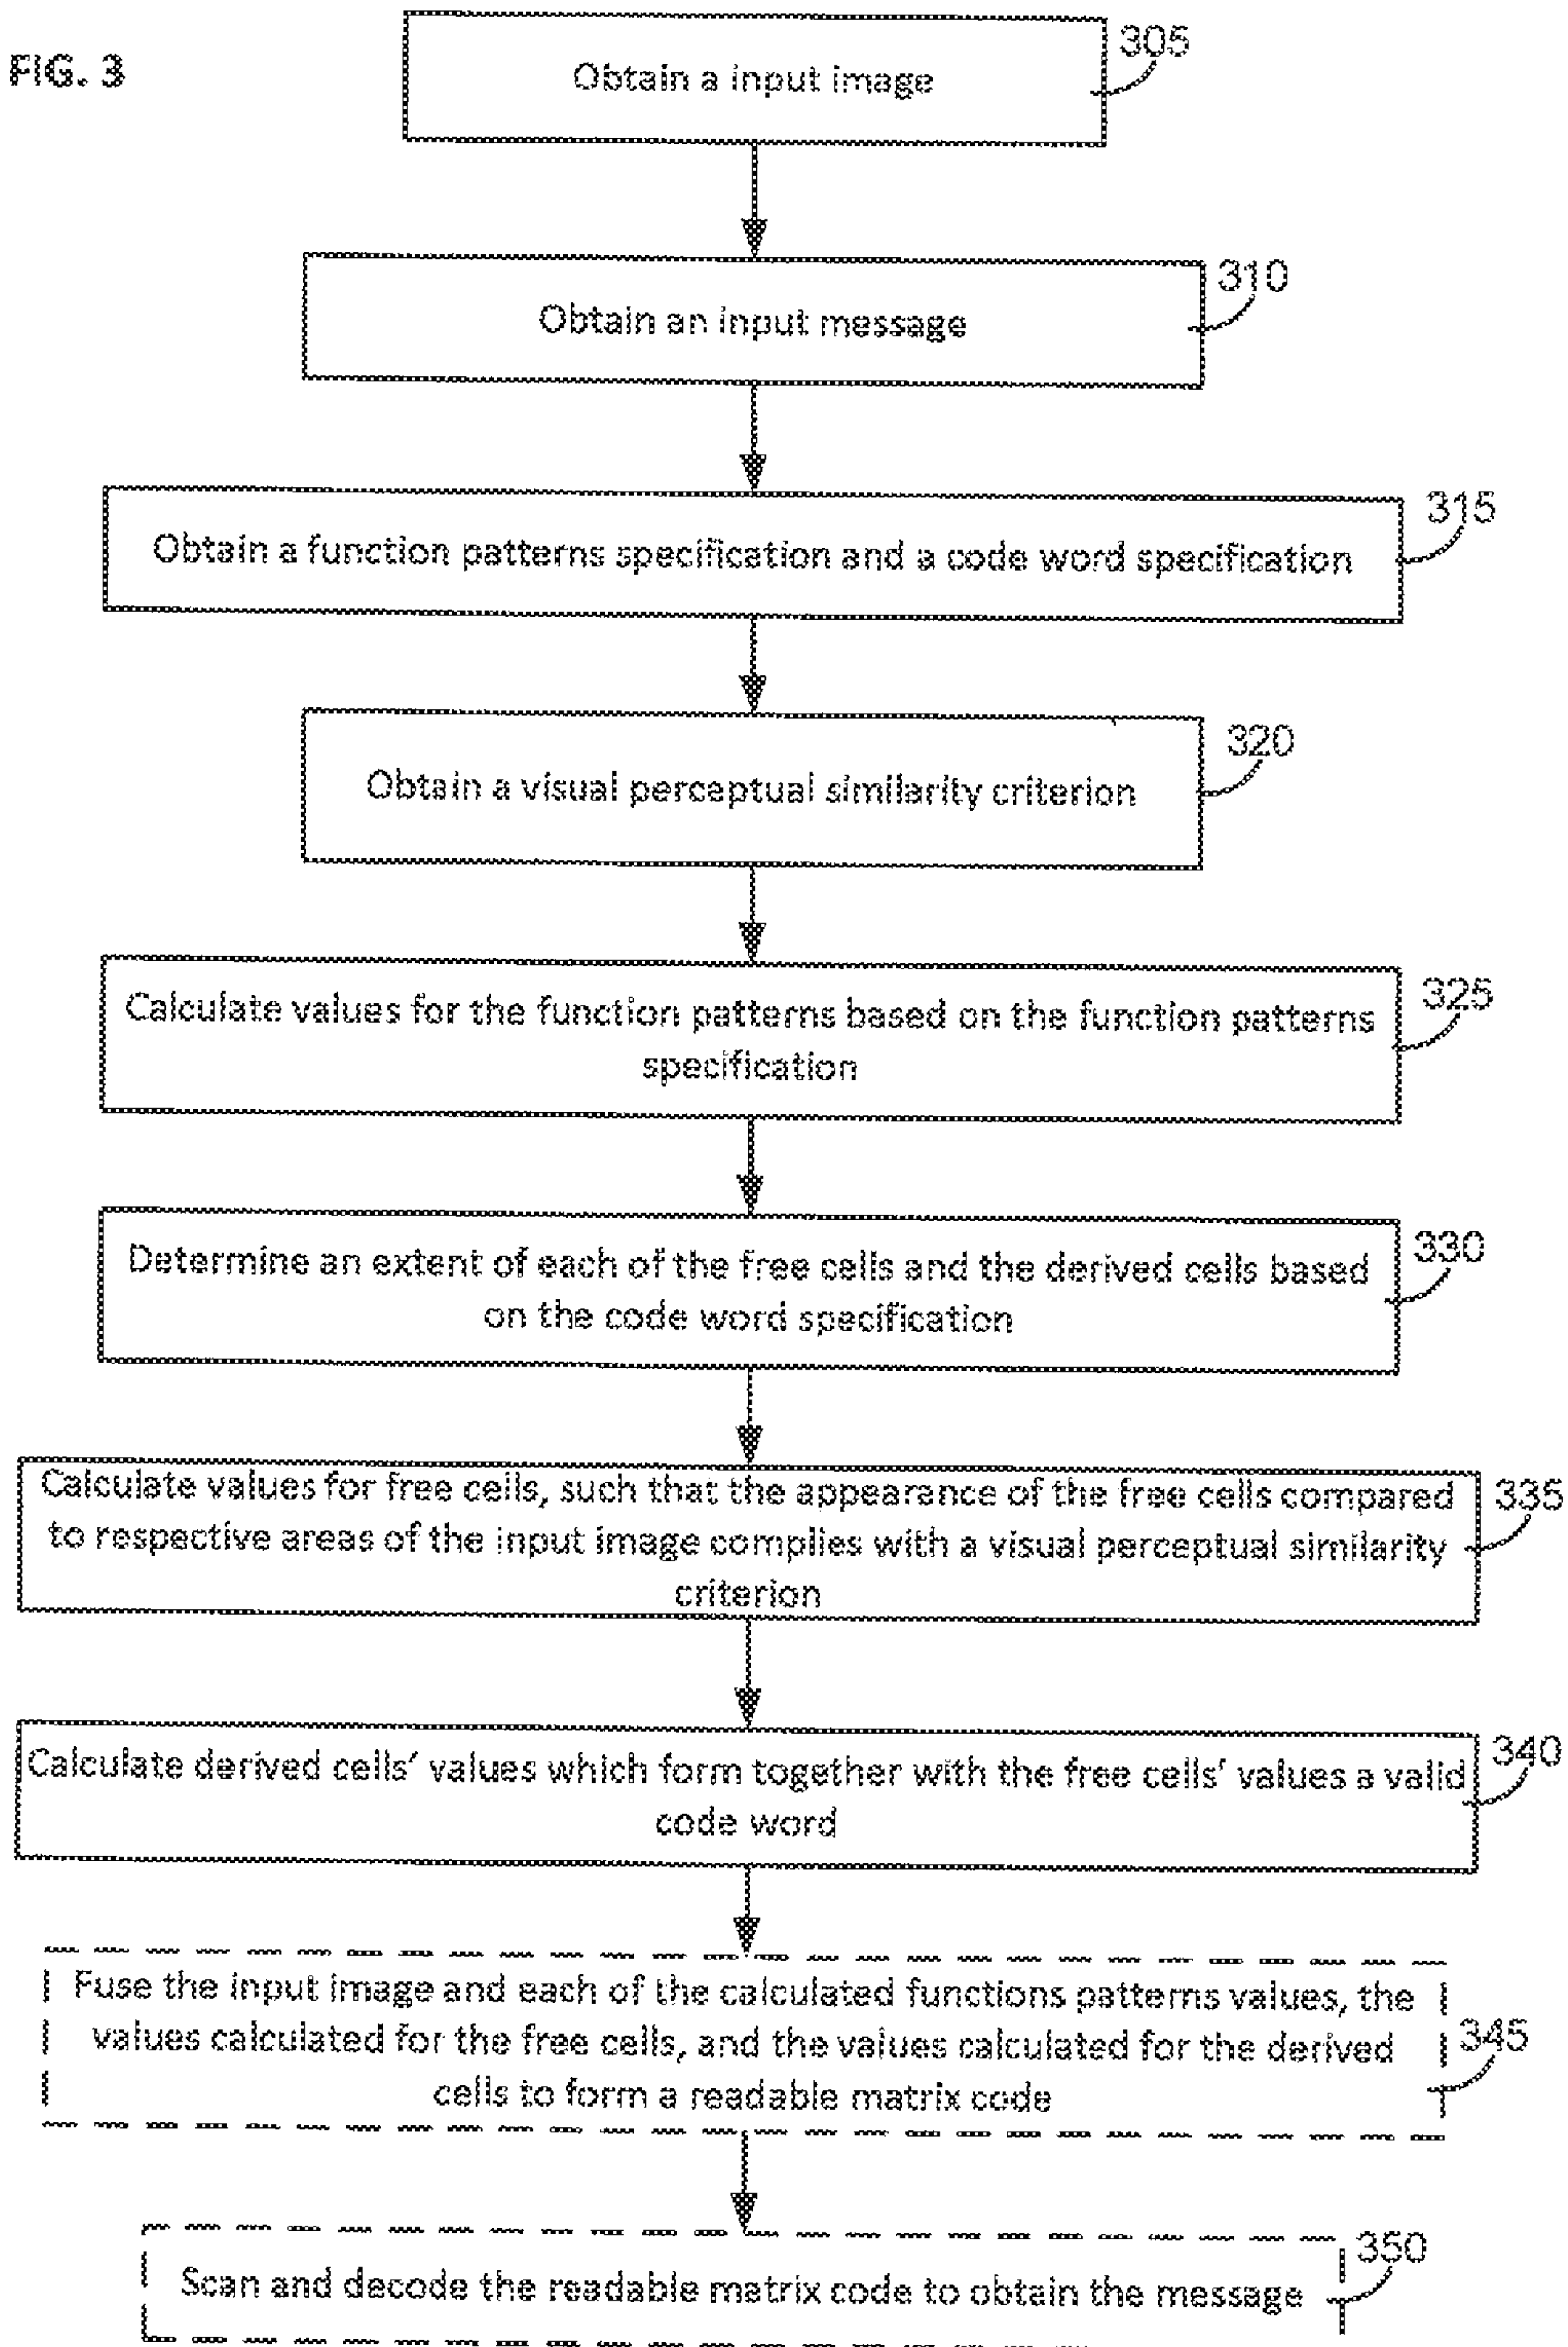 FIG. 3
305
Obtain a input image
310
Obtain an input message
315
Obtain a function patterns specification and a code word specification
320
Obtain a visual perceptual similarity criterion
325
Calculate values for the function patterns based on the function patterns
specification
330
Determine an extent of each of the free cells and the derived cells based
on the code word specification
335
Calculate values for free cells, such that the appearance of the free cells compared
to respective areas of the input image complies with a visual perceptual similarity
criterion
340
Calculate derived cells' values which form together with the free cells' values a valid
code word
345
Fuse the input image and each of the calculated functions patterns values, the
values calculated for the free cells, and the values calculated for the derived
cells to form a readable matrix code
350
Scan and decode the readable matrix code to obtain the message